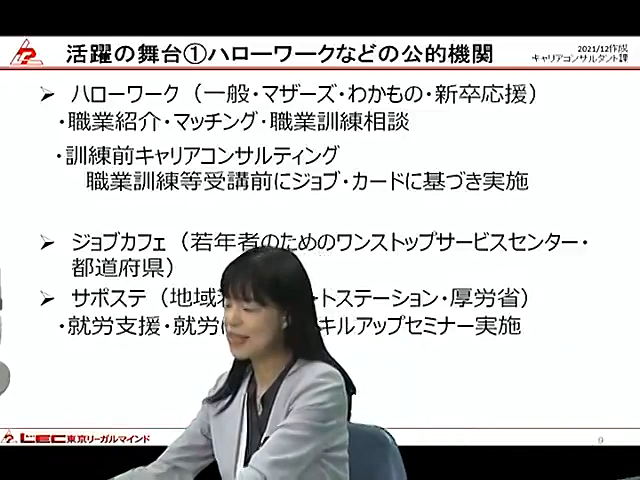 活躍の舞台①ハローワークなどの公的機関
2021/12作成
キャリアコンサルタント課
➢ ハローワーク（一般・マザーズ・わかもの・新卒応援）
・職業紹介・マッチング・職業訓練相談
・訓練前キャリアコンサルティング
職業訓練等受講前にジョブ・カードに基づき実施
➢ ジョブカフェ（若年者のためのワンストップサービスセンター・
都道府県）
➢ サポステ（地域若 トステーション・厚労省）
・就労支援・就労 キルアップセミナー実施
LEC東京リーガルマインド
9